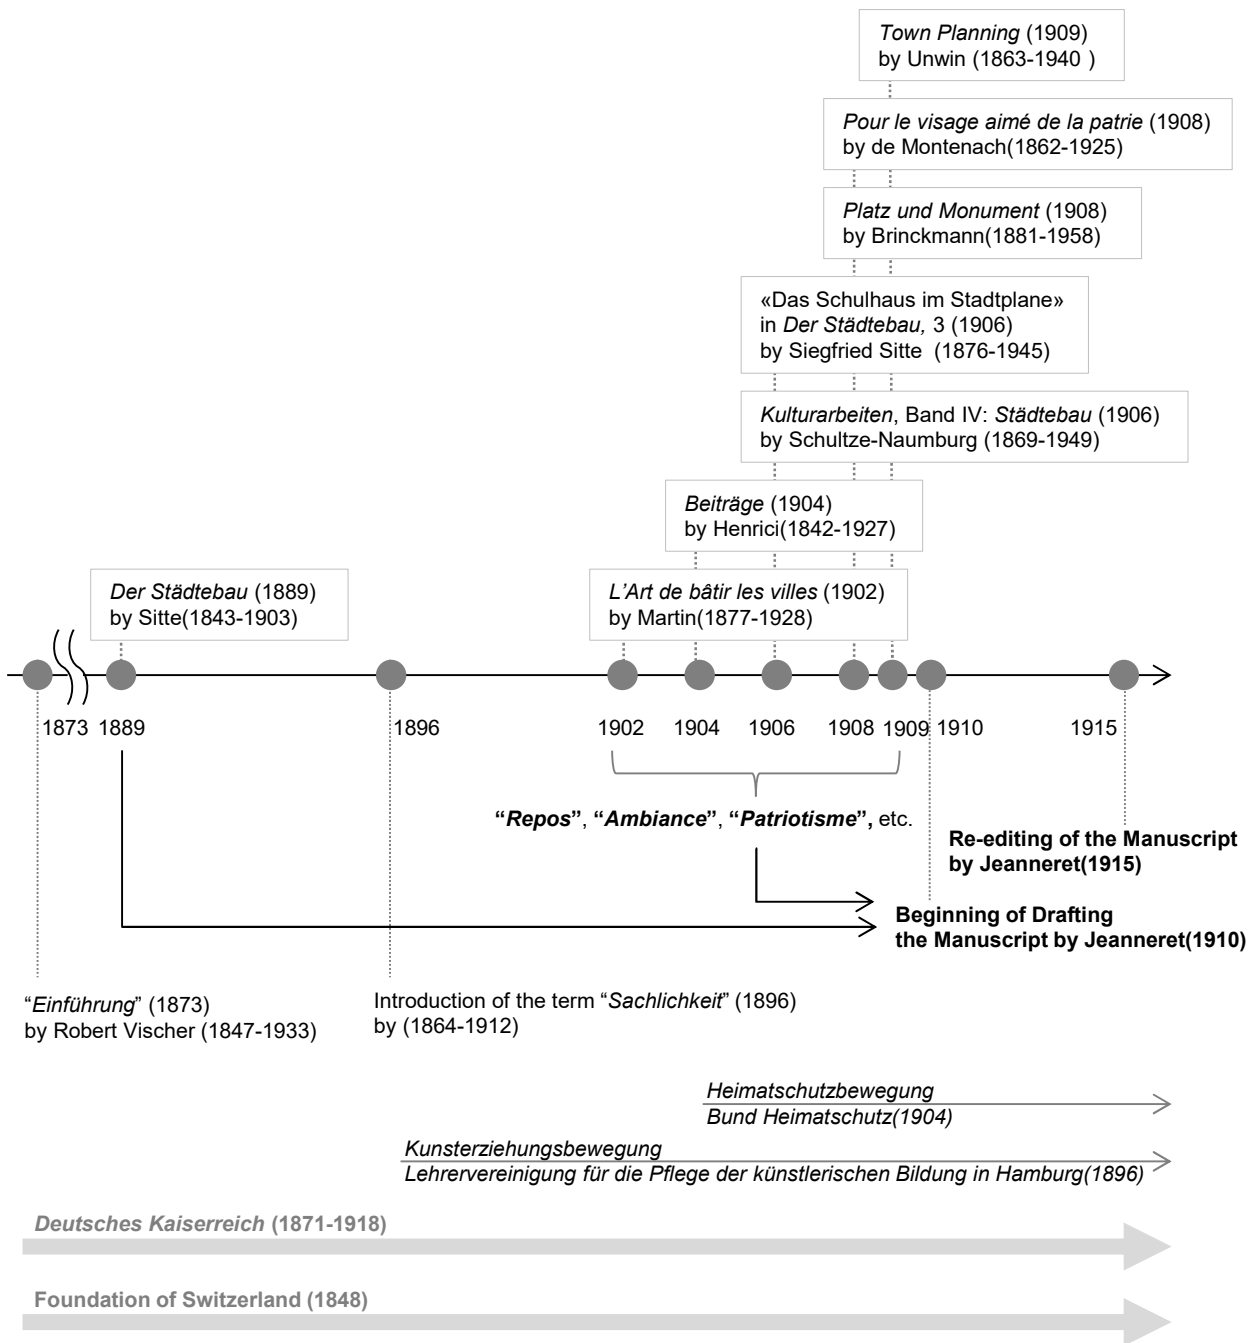 Town Planning (1909)
by Unwin (1863-1940 )
Pour le visage aimé de la patrie (1908)
by de Montenach(1862-1925)
Platz und Monument (1908)
by Brinckmann(1881-1958)
«Das Schulhaus im Stadtplane»
in Der Städtebau, 3 (1906)
by Siegfried Sitte (1876-1945)
Kulturarbeiten, Band IV: Städtebau (1906)
by Schultze-Naumburg (1869-1949)
Beiträge (1904)
by Henrici(1842-1927)
Der Städtebau (1889)
by Sitte(1843-1903)
L'Art de bâtir les villes (1902)
by Martin(1877-1928)
1873 1889 1896 1902 1904 1906 1908 1909 1910 1915
“Repos”, “Ambiance”, “Patriotisme”, etc.
Re-editing of the Manuscript
by Jeanneret(1915)
Beginning of Drafting
the Manuscript by Jeanneret(1910)
“Einführung” (1873)
by Robert Vischer (1847-1933)
Introduction of the term “Sachlichkeit” (1896)
by (1864-1912)
Heimatschutzbewegung
Bund Heimatschutz(1904)
Kunsterziehungsbewegung
Lehrervereinigung für die Pflege der künstlerischen Bildung in Hamburg(1896)
Deutsches Kaiserreich (1871-1918)
Foundation of Switzerland (1848)